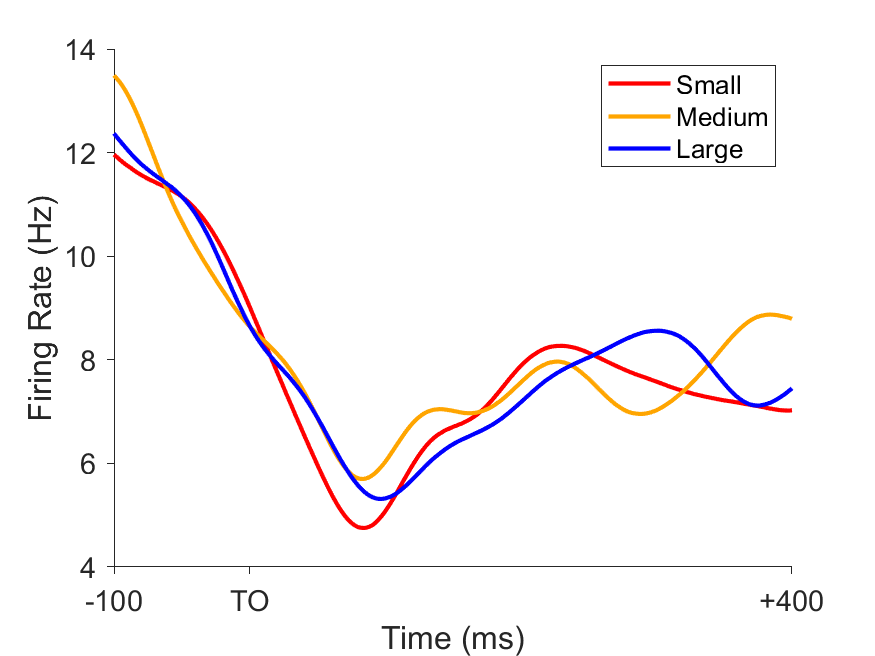 14
12
10
8
6
4
Firing Rate (Hz)
Small
Medium
Large
-100
TO
+400
Time (ms)